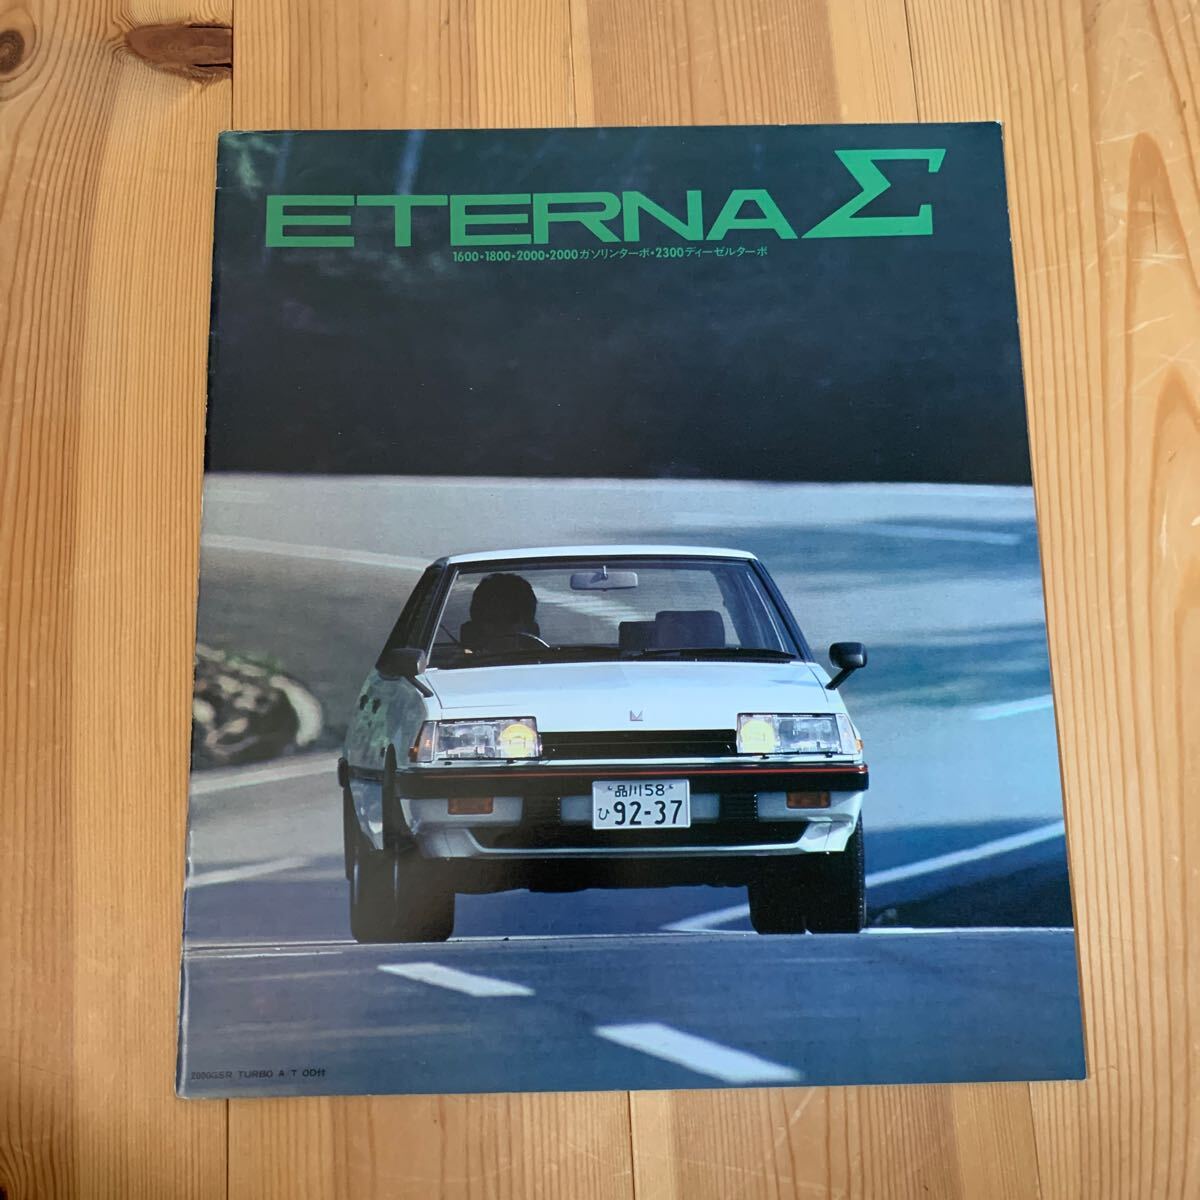 ETERNA Σ
1600・1800・2000・2000ガソリンターボ・2300ディーゼルターボ
品川58
ひ 92-37
2000GSR TURBO A T OD付